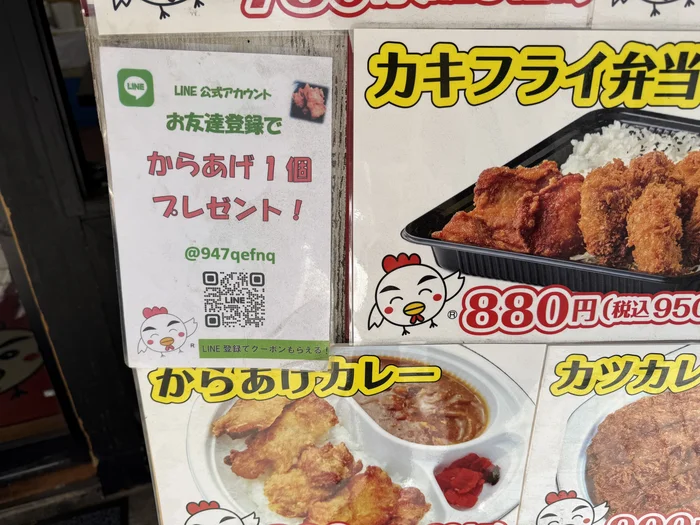 LINE
LINE 公式アカウント
お友達登録で
からあげ 1 個
プレゼント！
@947qefnq
LINE
LINE 登録でクーポンもらえる！
®
カキフライ弁当
® 880円(税込950
からあげカレー
カツカレ